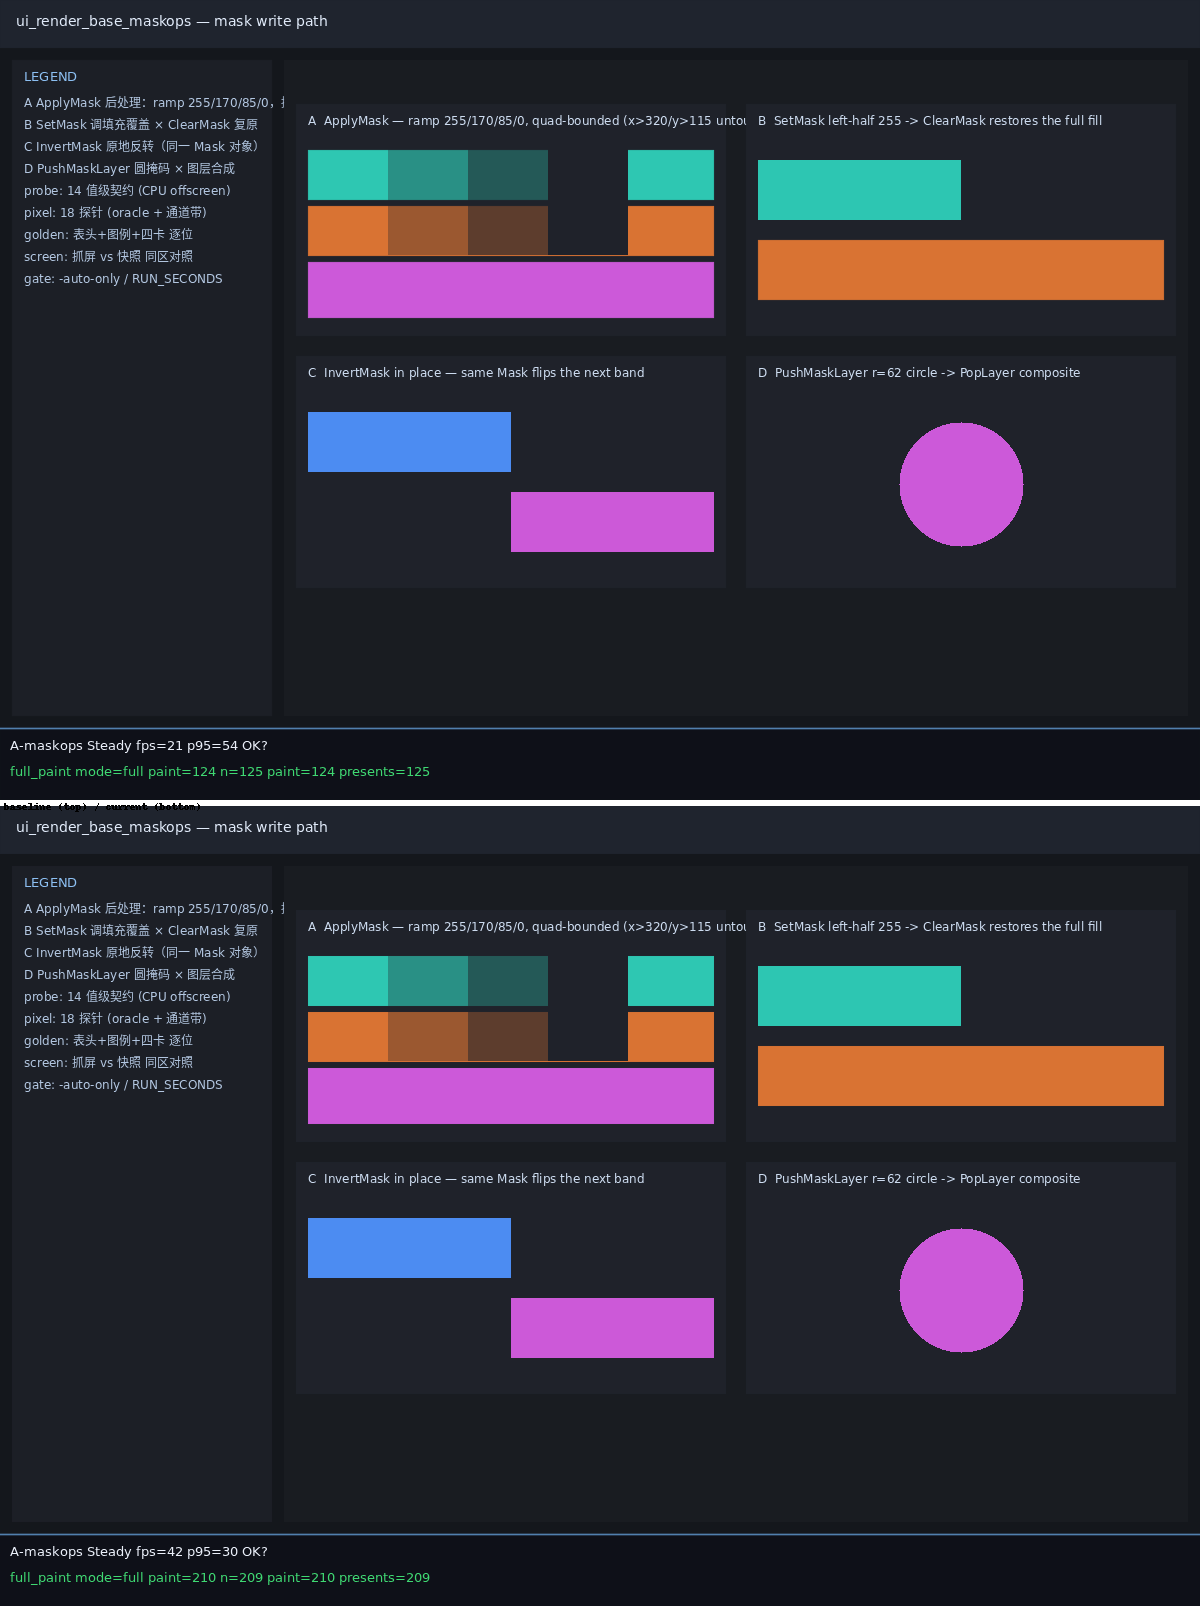 ui_render_base_maskops — mask write path
LEGEND
A ApplyMask 后处理：ramp 255/170/85/0，
B SetMask 调填充覆盖 × ClearMask 复原
C InvertMask 原地反转（同一 Mask 对象）
D PushMaskLayer 圆掩码 × 图层合成
probe: 14 值级契约 (CPU offscreen)
pixel: 18 探针 (oracle + 通道带)
golden: 表头+图例+四卡 逐位
screen: 抓屏 vs 快照 同区对照
gate: -auto-only / RUN_SECONDS
A  ApplyMask — ramp 255/170/85/0, quad-bounded (x>320/y>115 untou
B  SetMask left-half 255 -> ClearMask restores the full fill
C  InvertMask in place — same Mask flips the next band
D  PushMaskLayer r=62 circle -> PopLayer composite
A-maskops Steady fps=21 p95=54 OK?
full_paint mode=full paint=124 n=125 paint=124 presents=125
baseline (top) / current (bottom)
ui_render_base_maskops — mask write path
LEGEND
A ApplyMask 后处理：ramp 255/170/85/0，
B SetMask 调填充覆盖 × ClearMask 复原
C InvertMask 原地反转（同一 Mask 对象）
D PushMaskLayer 圆掩码 × 图层合成
probe: 14 值级契约 (CPU offscreen)
pixel: 18 探针 (oracle + 通道带)
golden: 表头+图例+四卡 逐位
screen: 抓屏 vs 快照 同区对照
gate: -auto-only / RUN_SECONDS
A  ApplyMask — ramp 255/170/85/0, quad-bounded (x>320/y>115 untou
B  SetMask left-half 255 -> ClearMask restores the full fill
C  InvertMask in place — same Mask flips the next band
D  PushMaskLayer r=62 circle -> PopLayer composite
A-maskops Steady fps=42 p95=30 OK?
full_paint mode=full paint=210 n=209 paint=210 presents=209